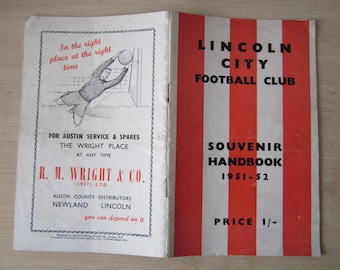 In the right
place at the right
time
FOR AUSTIN SERVICE & SPARES
THE WRIGHT PLACE
AT ANY TIME
R. M. WRIGHT & CO.
(1927) LTD.
AUSTIN COUNTY DISTRIBUTORS
NEWLAND LINCOLN
you can depend on it
LINCOLN
CITY
FOOTBALL CLUB
SOUVENIR
HANDBOOK
1951-52
PRICE 1/-